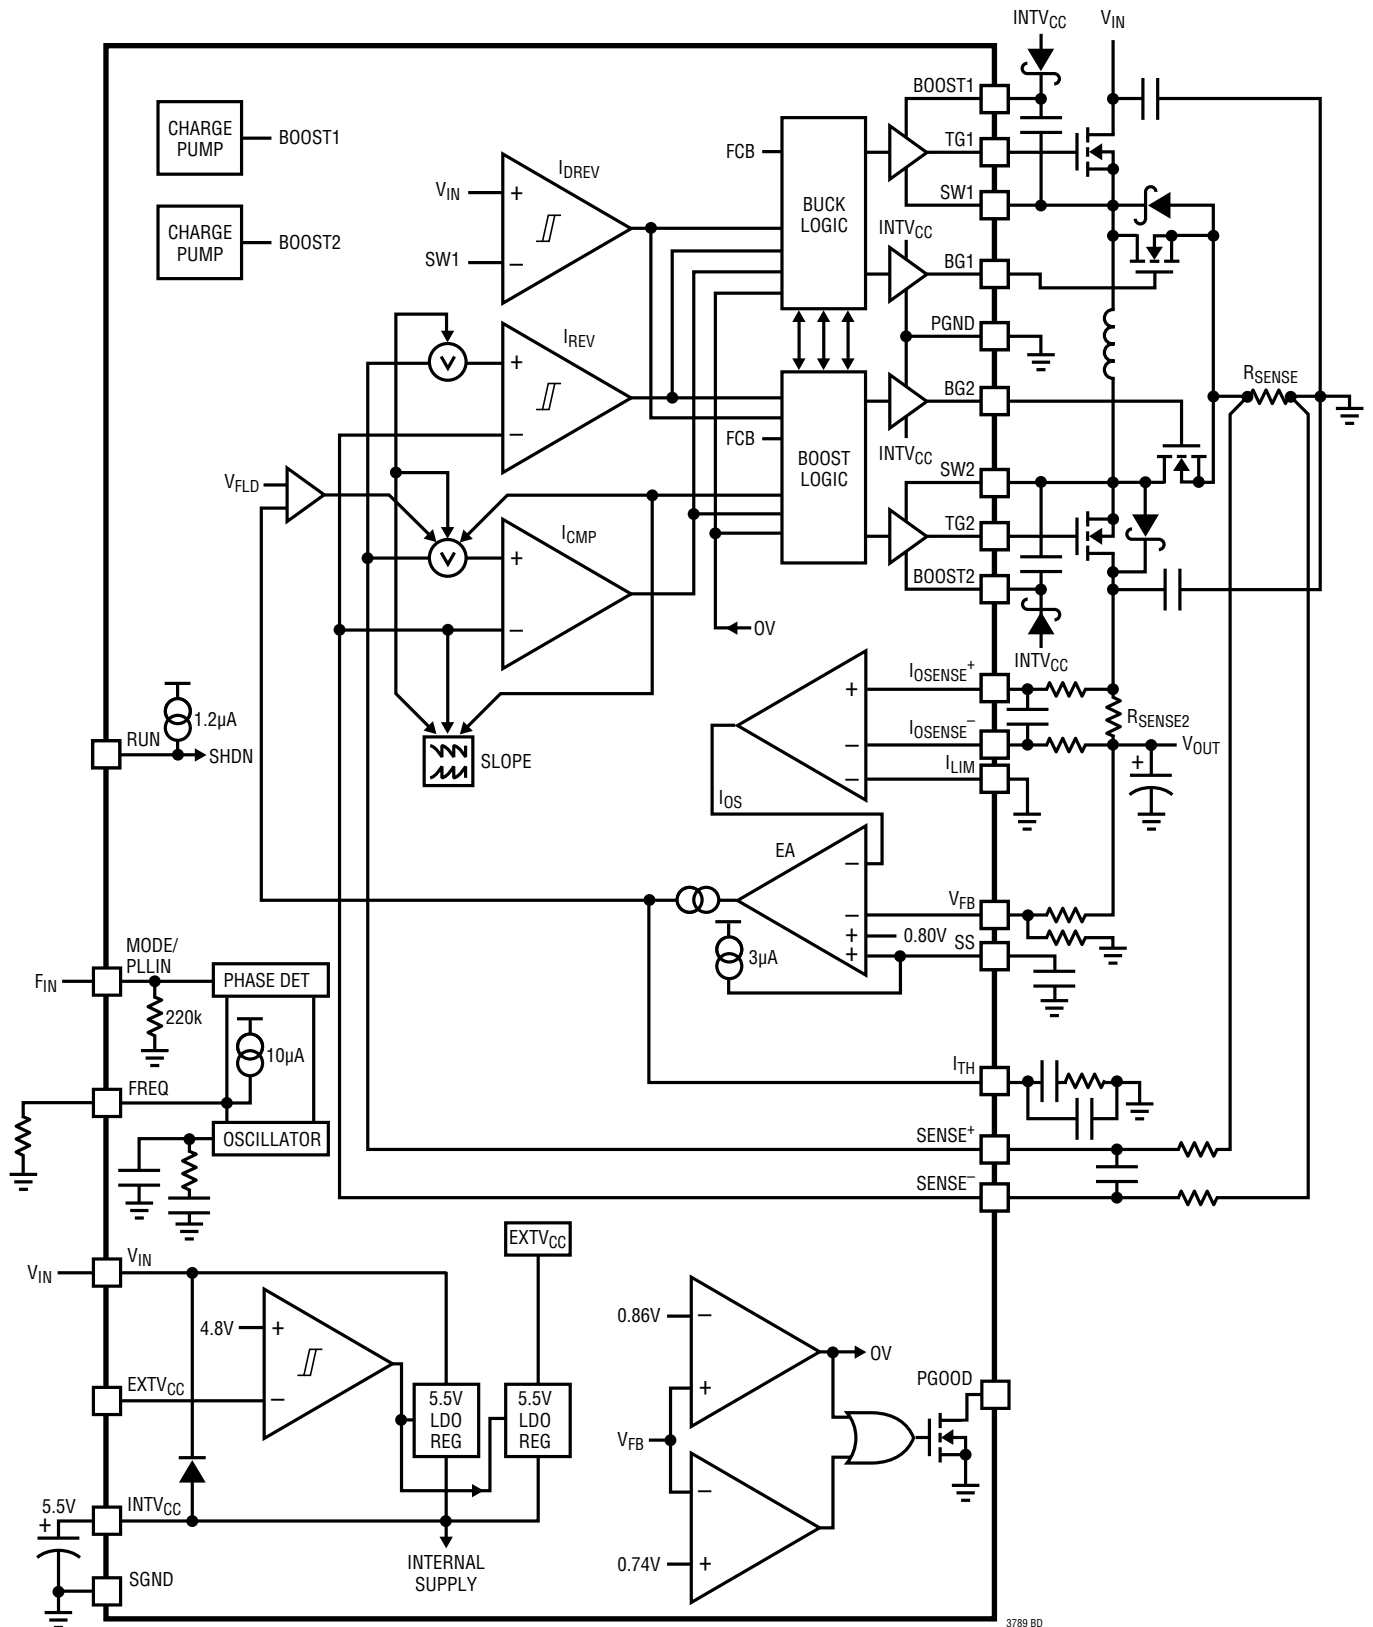 INTVCC
VIN
BOOST1
CHARGE
PUMP
BOOST1
TG1
FCB
IDREV
VIN
+
SW1
BUCK
LOGIC
CHARGE
PUMP
BOOST2
INTVCC
SW1
–
BG1
PGND
IREV
+
RSENSE
BG2
–
FCB
INTVCC
BOOST
LOGIC
SW2
VFLD
ICMP
TG2
+
BOOST2
–
OV
INTVCC
IOSENSE+
+
1.2µA
RSENSE2
IOSENSE–
–
VOUT
RUN
SHDN
SLOPE
ILIM
–
+
IOS
EA
–
VFB
–
+
0.80V
SS
+
3µA
MODE/
PLLIN
FIN
PHASE DET
220k
10µA
ITH
FREQ
OSCILLATOR
SENSE+
SENSE–
EXTVCC
VIN
VIN
0.86V
–
4.8V
+
OV
EXTVCC
–
+
PGOOD
5.5V
LDO
REG
5.5V
LDO
REG
VFB
–
5.5V
+
INTVCC
INTERNAL
SUPPLY
0.74V
+
SGND
3789 BD